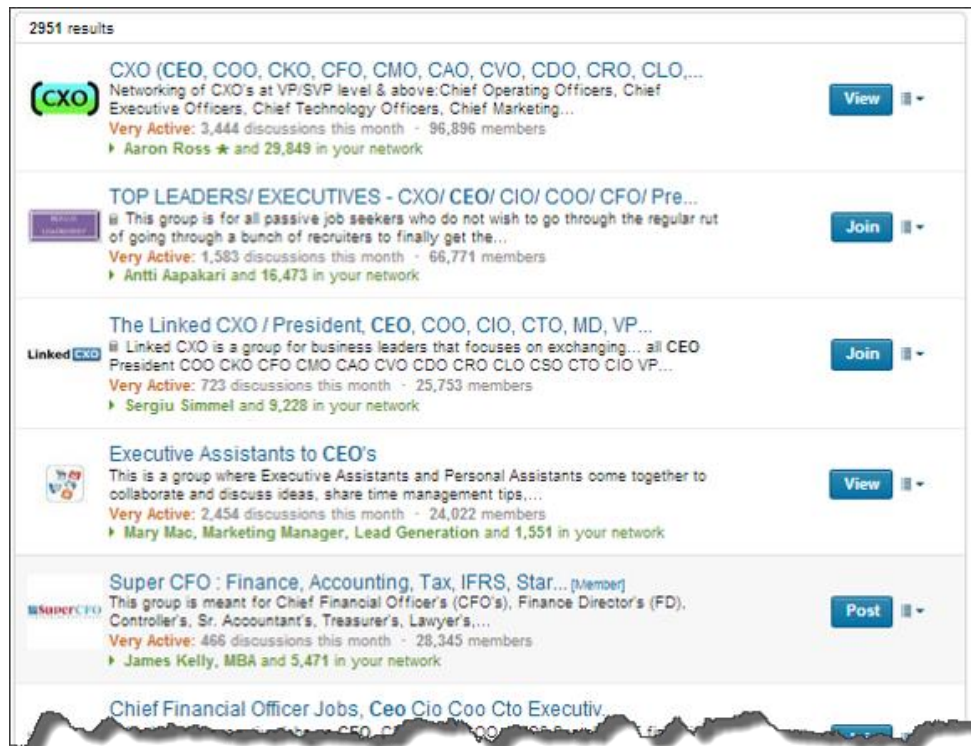 2951 results
CXO (CEO, COO, CKO, CFO, CMO, CAO, CVO, CDO, CRO, CLO,...
(CXO)
Networking of CXO's at VP/SVP level & above:Chief Operating Officers, Chief
Executive Officers, Chief Technology Officers, Chief Marketing...
View
Very Active: 3,444 discussions this month · 96,896 members
Aaron Ross ★ and 29,849 in your network
TOP LEADERS/ EXECUTIVES - CXO/ CEO/ CIO/ COO/ CFO/ Pre...
This group is for all passive job seekers who do not wish to go through the regular rut
of going through a bunch of recruiters to finally get the...
Join
Very Active: 1,583 discussions this month · 66,771 members
Antti Aapakari and 16,473 in your network
The Linked CXO / President, CEO, COO, CIO, CTO, MD, VP...
Linked CXO
Linked CXO is a group for business leaders that focuses on exchanging... all CEO
President COO CKO CFO CMO CAO CVO CDO CRO CLO CSO CTO CIO VP...
Join
Very Active: 723 discussions this month · 25,753 members
Sergiu Simmel and 9,228 in your network
Executive Assistants to CEO's
This is a group where Executive Assistants and Personal Assistants come together to
collaborate and discuss ideas, share time management tips,...
View
Very Active: 2,454 discussions this month · 24,022 members
Mary Mac, Marketing Manager, Lead Generation and 1,551 in your network
Super CFO : Finance, Accounting, Tax, IFRS, Star... [Member]
SuperCFO
This group is meant for Chief Financial Officer's (CFO's), Finance Director's (FD),
Controller's, Sr. Accountant's, Treasurer's, Lawyer's,...
Post
Very Active: 466 discussions this month · 28,345 members
James Kelly, MBA and 5,471 in your network
Chief Financial Officer Jobs, Ceo Cio Coo Cto Executiv...